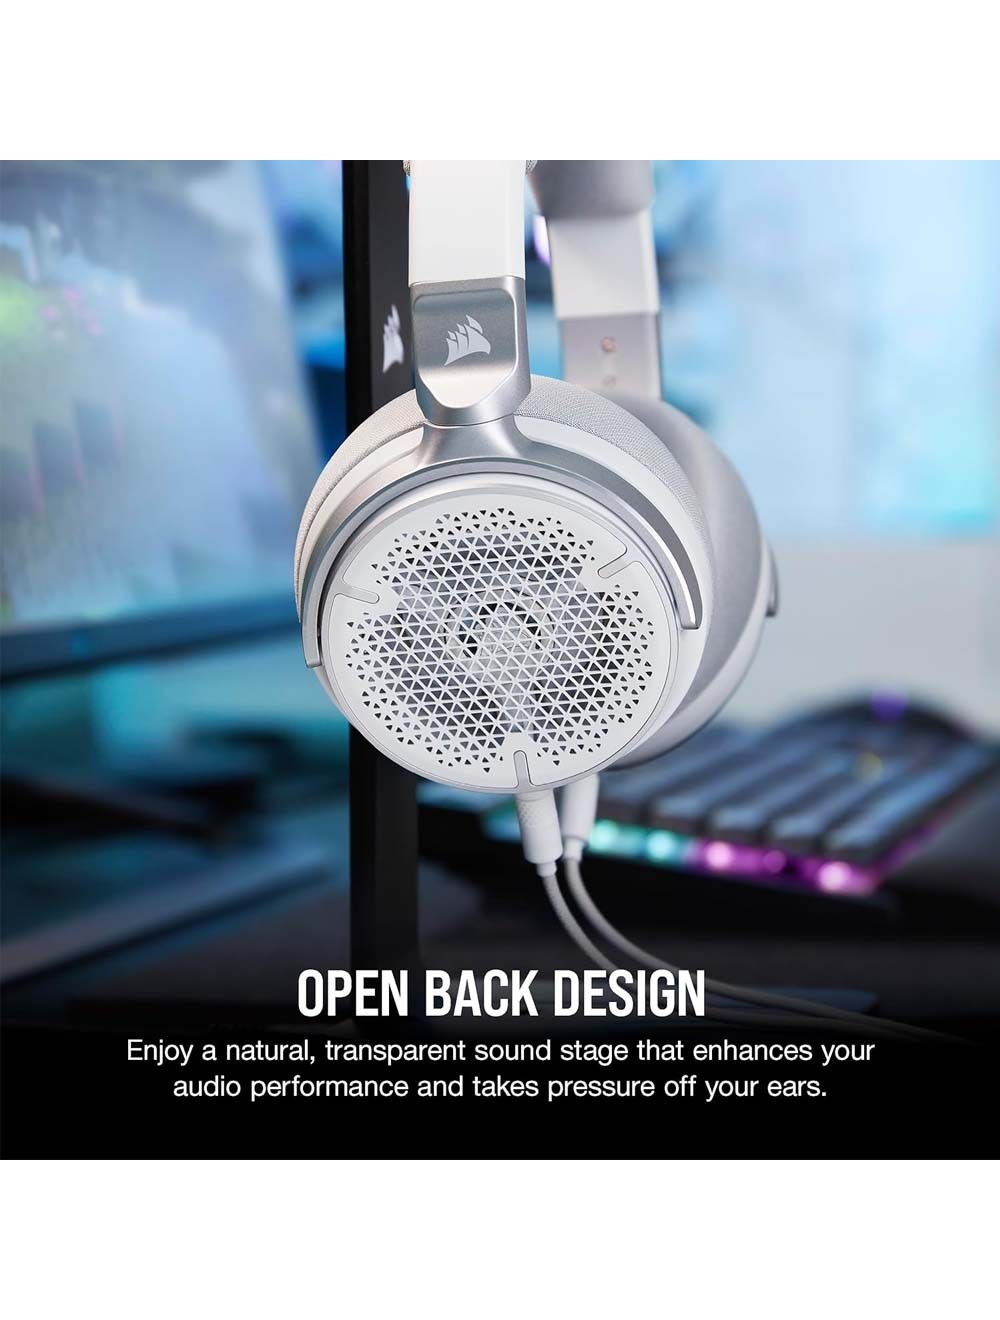 OPEN BACK DESIGN
Enjoy a natural, transparent sound stage that enhances your
audio performance and takes pressure off your ears.